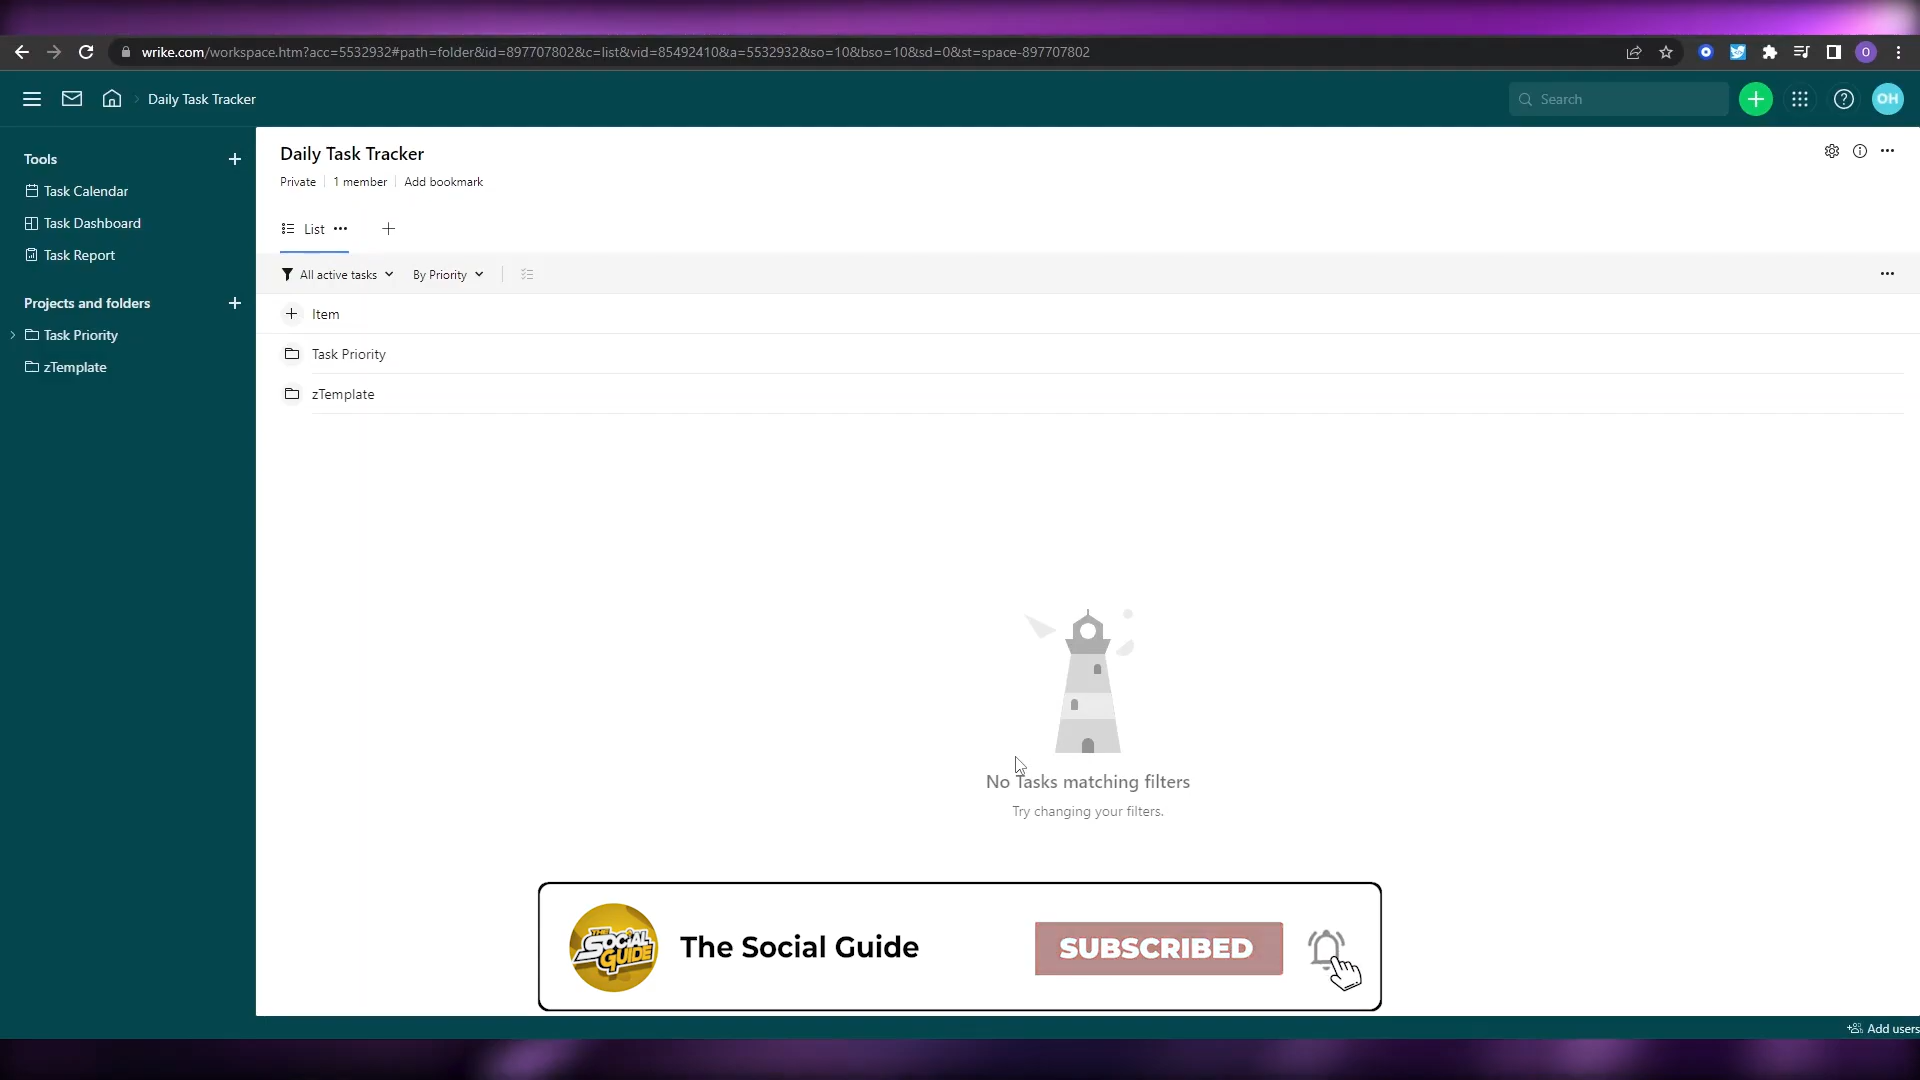 wrike.com/workspace.htm?acc=5532932#path=folder&id=897707802&c=list&vid=85492410&a=5532932&so=10&bso=10&sd=0&st=space-897707802
O
Daily Task Tracker
Search
OH
Tools
Task Calendar
Task Dashboard
Task Report
Projects and folders
Task Priority
zTemplate
Daily Task Tracker
Private
1 member
Add bookmark
List
All active tasks
By Priority
Item
Task Priority
zTemplate
No Tasks matching filters
Try changing your filters.
THE SOCIAL GUIDE
The Social Guide
SUBSCRIBED
Add users